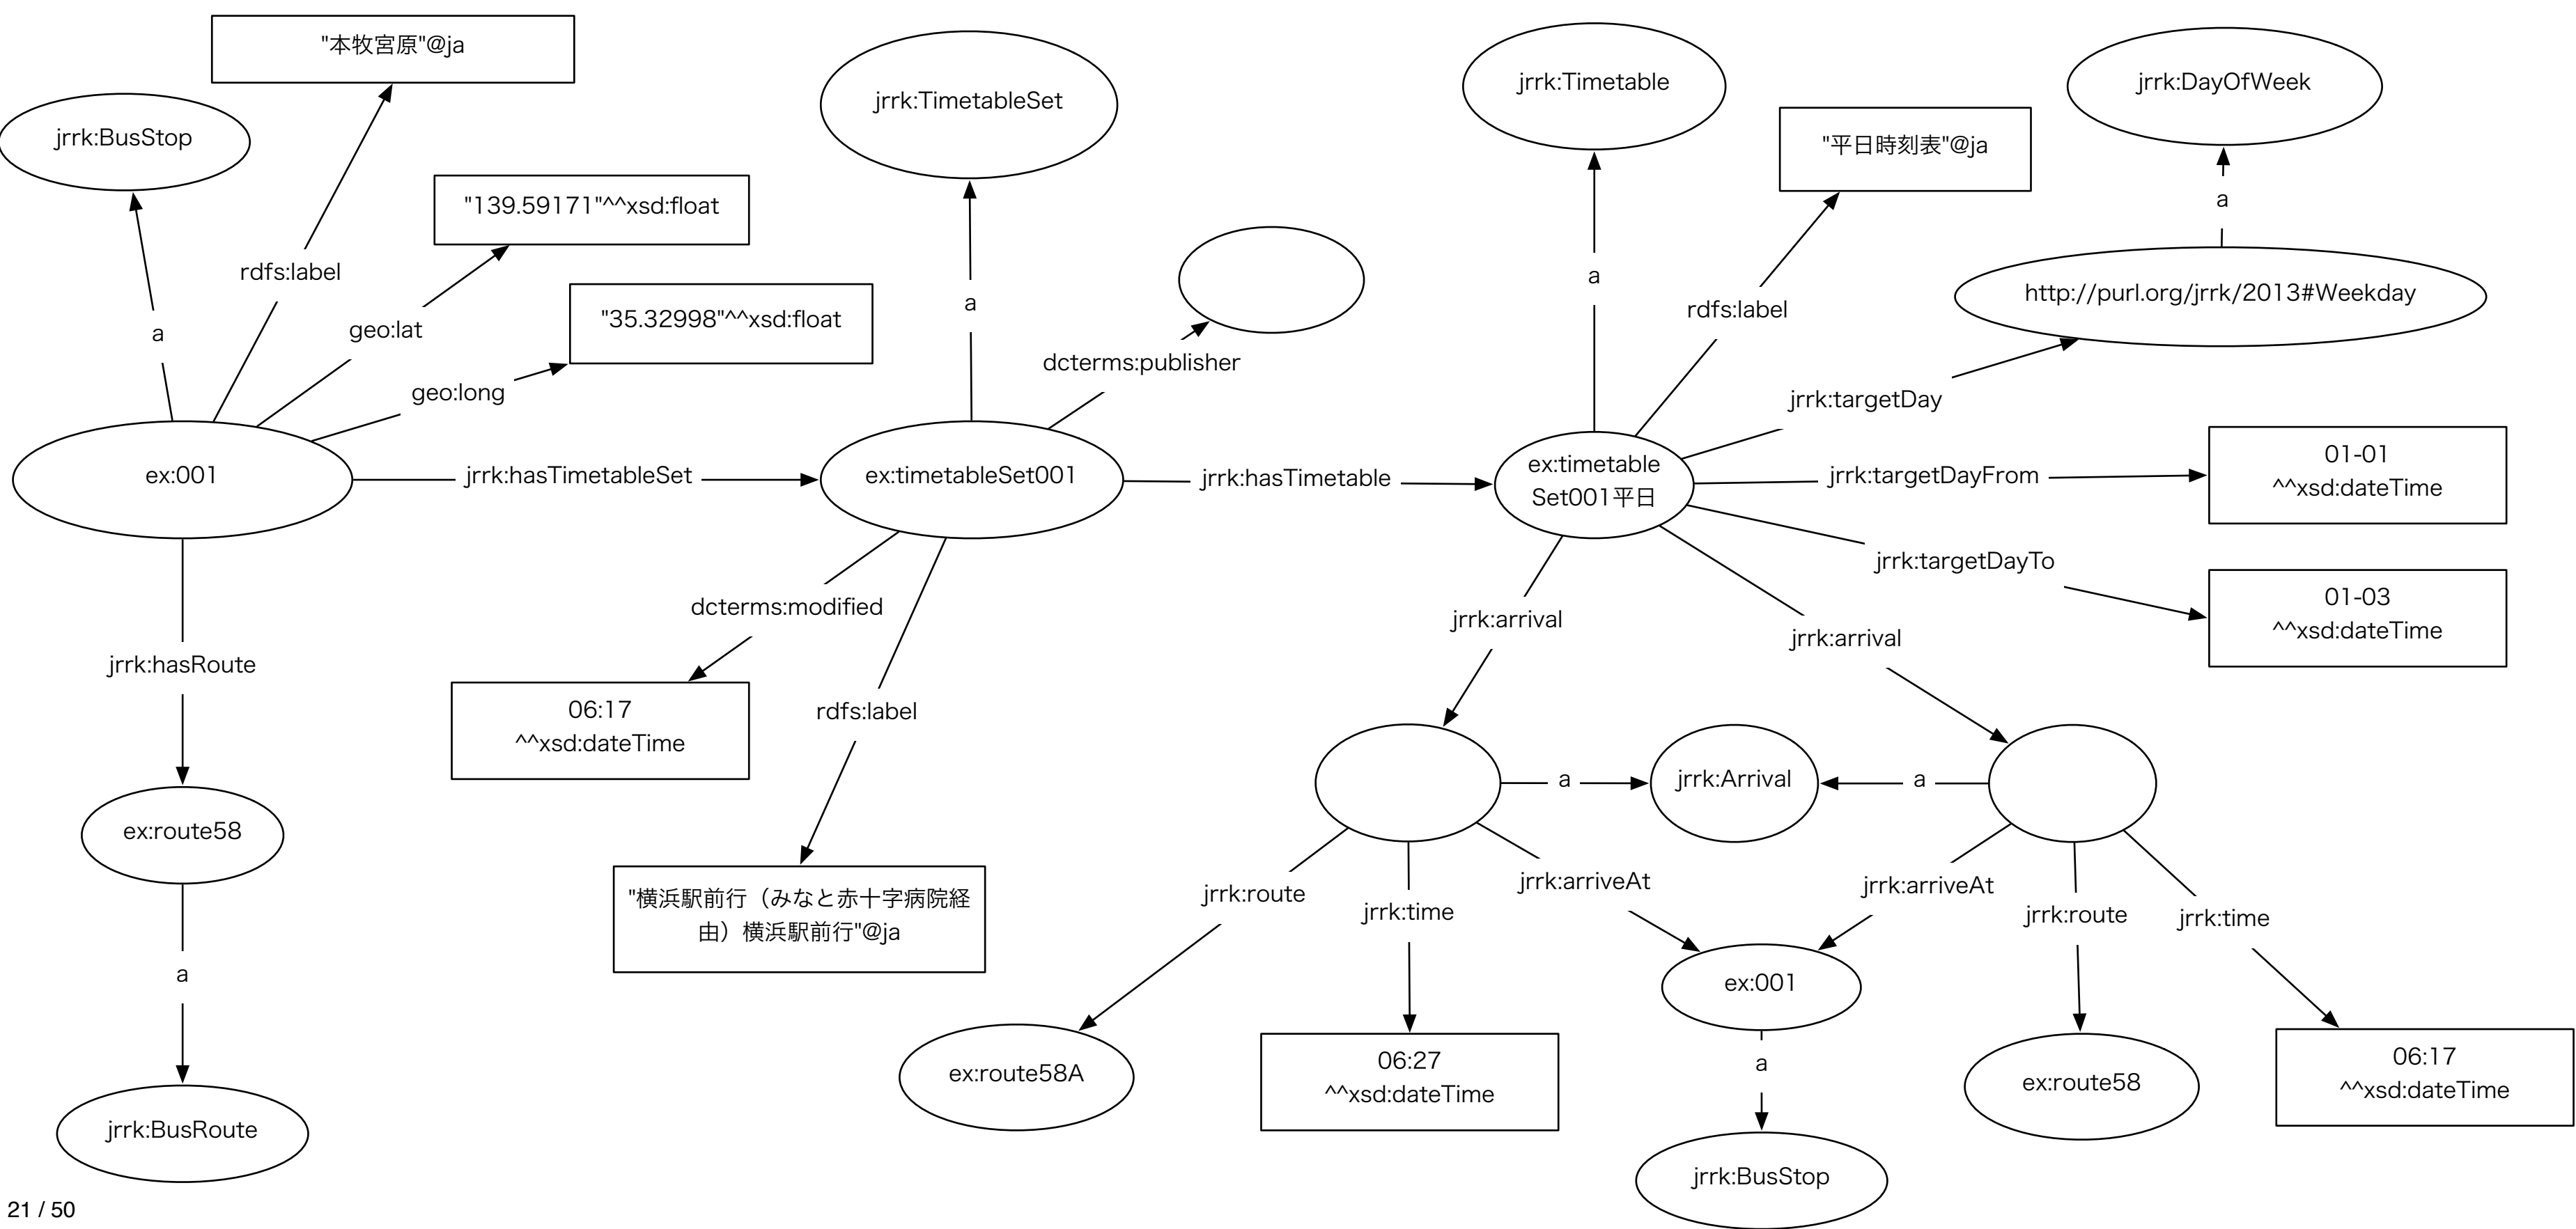 "本牧宮原"@ja
jrrk:BusStop
"139.59171"^^xsd:float
rdfs:label
"35.32998"^^xsd:float
a
geo:lat
geo:long
ex:001
jrrk:hasTimetableSet
jrrk:hasRoute
ex:route58
a
jrrk:BusRoute
jrrk:TimetableSet
a
dcterms:publisher
ex:timetableSet001
jrrk:hasTimetable
dcterms:modified
06:17
^^xsd:dateTime
rdfs:label
"横浜駅前行（みなと赤十字病院経
由）横浜駅前行"@ja
jrrk:Timetable
jrrk:DayOfWeek
"平日時刻表"@ja
a
a
rdfs:label
http://purl.org/jrrk/2013#Weekday
jrrk:targetDay
ex:timetable
Set001平日
jrrk:targetDayFrom
01-01
^^xsd:dateTime
jrrk:targetDayTo
01-03
^^xsd:dateTime
jrrk:arrival
jrrk:arrival
a
jrrk:Arrival
a
jrrk:route
jrrk:time
jrrk:arriveAt
jrrk:arriveAt
jrrk:route
jrrk:time
ex:001
ex:route58A
06:27
^^xsd:dateTime
a
ex:route58
06:17
^^xsd:dateTime
jrrk:BusStop
21 / 50